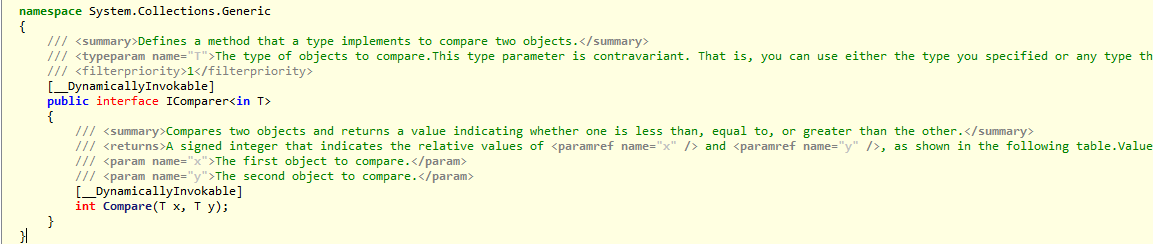 namespace System.Collections.Generic
{
/// <summary>Defines a method that a type implements to compare two objects.</summary>
/// <typeparam name="T">The type of objects to compare.This type parameter is contravariant. That is, you can use either the type you specified or any type th
/// <filterpriority>1</filterpriority>
[__DynamicallyInvokable]
public interface IComparer<in T>
{
/// <summary>Compares two objects and returns a value indicating whether one is less than, equal to, or greater than the other.</summary>
/// <returns>A signed integer that indicates the relative values of <paramref name="x" /> and <paramref name="y" />, as shown in the following table.Value
/// <param name="x">The first object to compare.</param>
/// <param name="y">The second object to compare.</param>
[__DynamicallyInvokable]
int Compare(T x, T y);
}
}